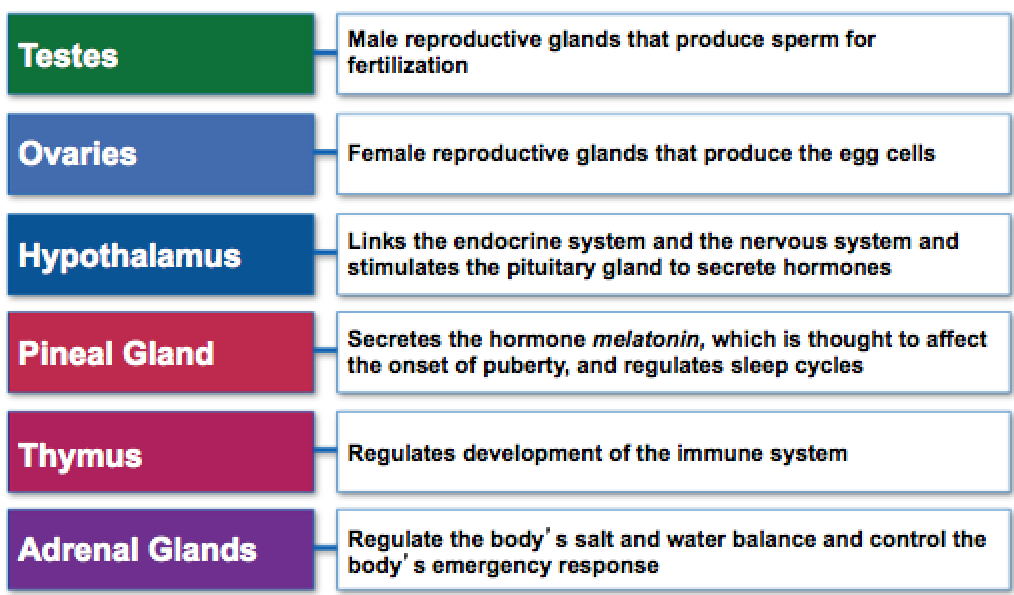 Testes
Male reproductive glands that produce sperm for
fertilization
Ovaries
Female reproductive glands that produce the egg cells
Hypothalamus
Links the endocrine system and the nervous system and
stimulates the pituitary gland to secrete hormones
Pineal Gland
Secretes the hormone melatonin, which is thought to affect
the onset of puberty, and regulates sleep cycles
Thymus
Regulates development of the immune system
Adrenal Glands
Regulate the body’s salt and water balance and control the
body’s emergency response